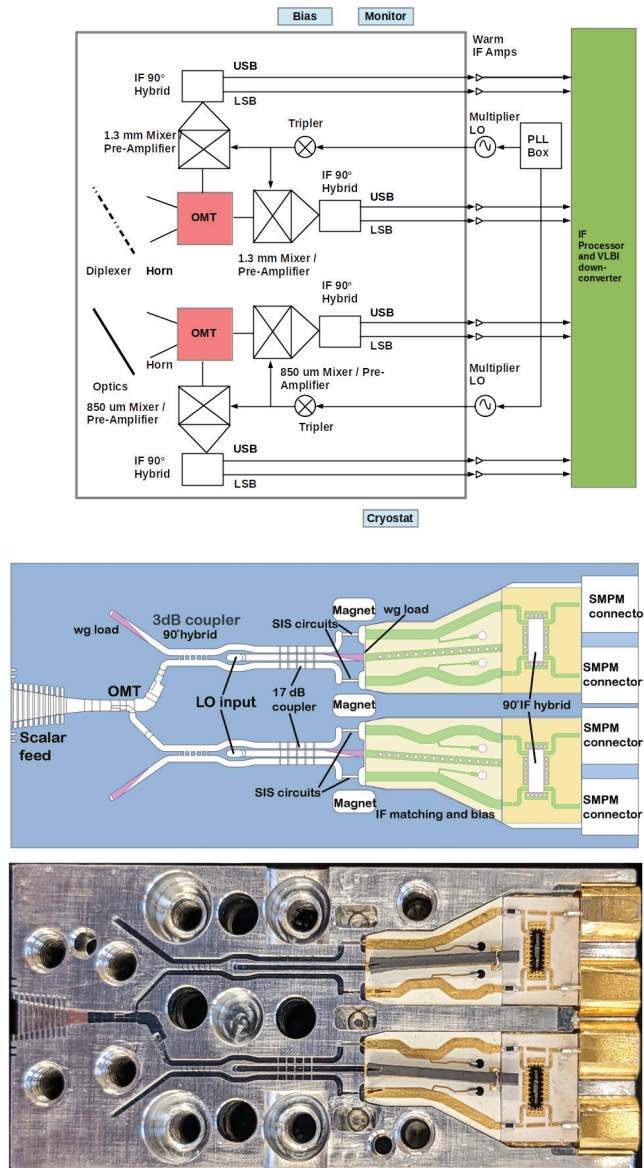 Bias
Monitor
Warm
IF Amps
USB
IF 90°
Hybrid
LSB
Multiplier
LO
PLL
Box
Tripler
1.3 mm Mixer /
Pre-Amplifier
IF 90°
Hybrid
OMT
USB
LSB
Diplexer
Horn
1.3 mm Mixer /
Pre-Amplifier
IF
Processor
and VLBI
down-
converter
IF 90°
Hybrid
USB
OMT
LSB
Horn
Optics
850 um Mixer / Pre-
Amplifier
Multiplier
LO
850 um Mixer /
Pre-Amplifier
Tripler
USB
IF 90°
Hybrid
LSB
Cryostat
3dB coupler
90°hybrid
wg load
Magnet
wg load
SIS circuits
SMPM
connecto
OMT
LO input
17 dB
coupler
SMPM
connector
Scalar
feed
Magnet
90°IF hybrid
SMPM
connector
SIS circuits
Magnet
IF matching and bias
SMPM
connector